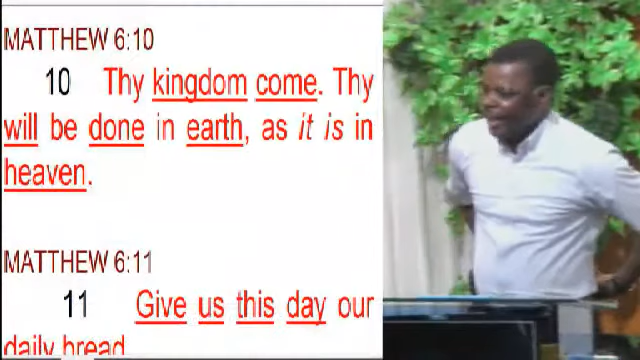 MATTHEW 6:10
10 Thy kingdom come. Thy
will be done in earth, as it is in
heaven.
MATTHEW 6:11
11 Give us this day our
daily bread